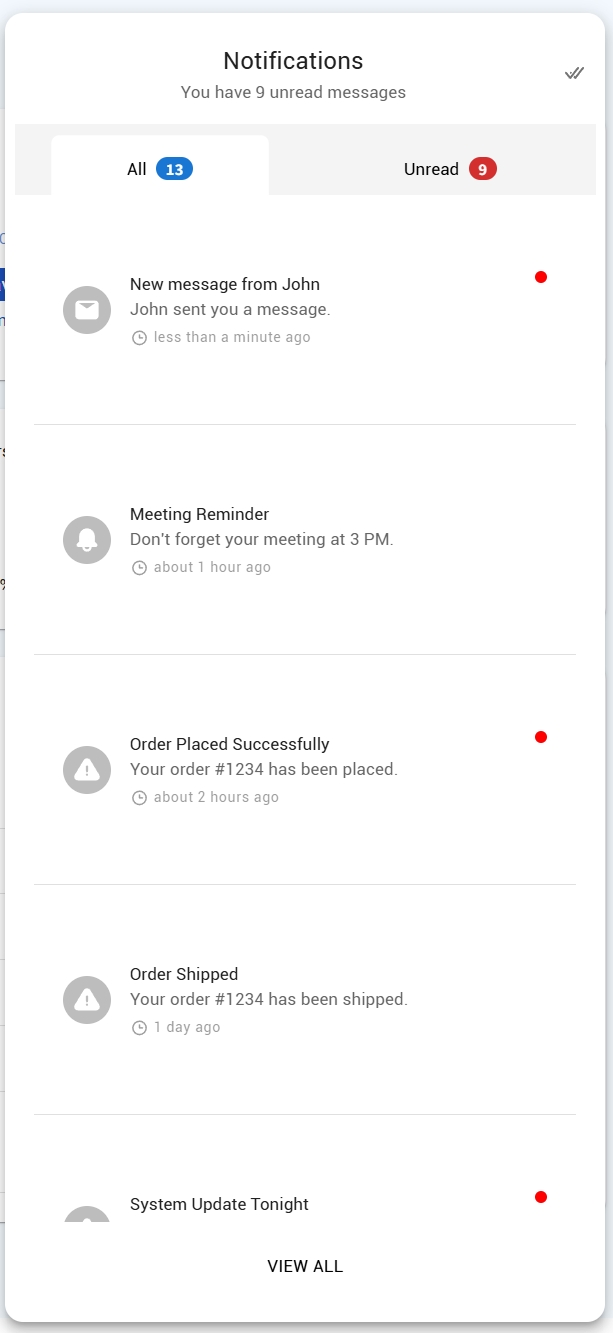 Notifications
You have 9 unread messages
All 13
Unread 9
New message from John
John sent you a message.
less than a minute ago
Meeting Reminder
Don't forget your meeting at 3 PM.
about 1 hour ago
Order Placed Successfully
Your order #1234 has been placed.
about 2 hours ago
Order Shipped
Your order #1234 has been shipped.
1 day ago
System Update Tonight
VIEW ALL